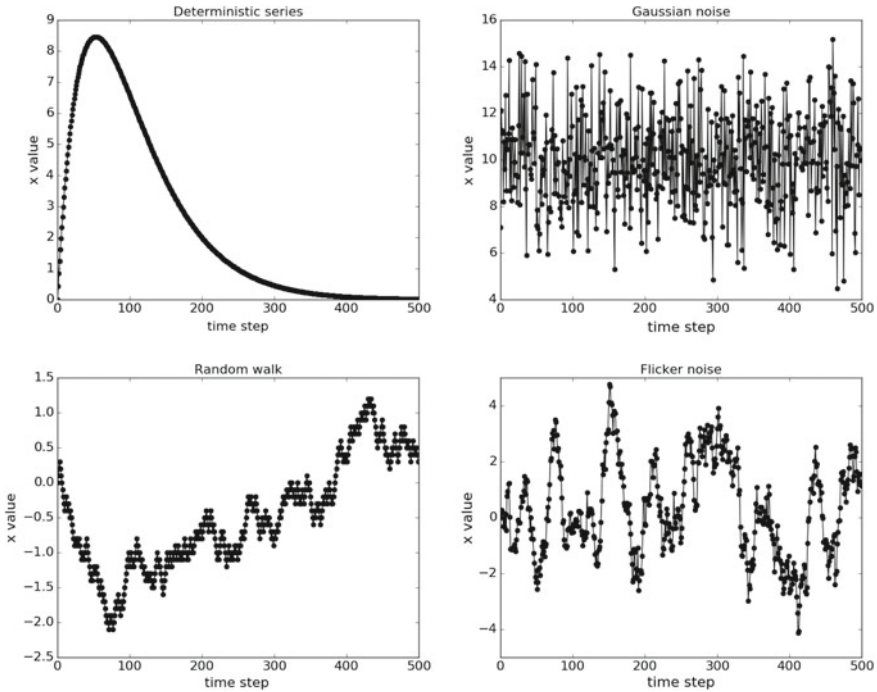 Deterministic series
9
8
7
6
5
4
3
2
1
0
x value
0 100 200 300 400 500
time step
Gaussian noise
16
14
12
10
8
6
4
x value
0 100 200 300 400 500
time step
Random walk
1.5
1.0
0.5
0.0
−0.5
−1.0
−1.5
−2.0
−2.5
x value
0 100 200 300 400 500
time step
Flicker noise
4
2
0
−2
−4
x value
0 100 200 300 400 500
time step